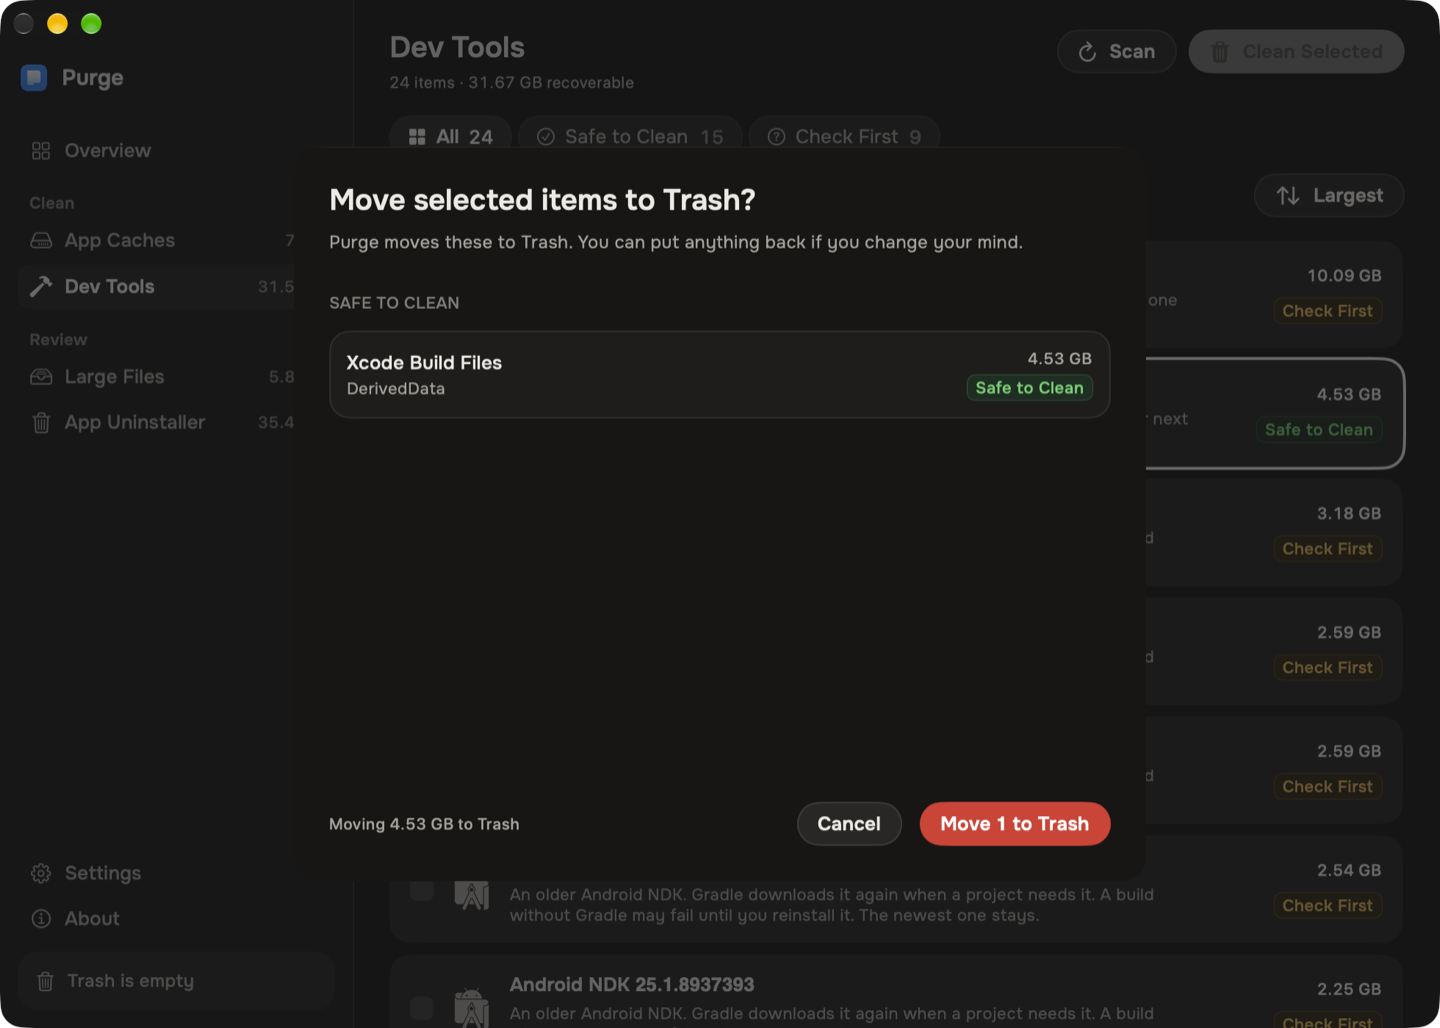 Purge
Overview
Clean
App Caches 7
Dev Tools 31.5
Review
Large Files 5.8
App Uninstaller 35.4
Settings
About
Trash is empty
Dev Tools
24 items · 31.67 GB recoverable
Scan
Clean Selected
All 24
Safe to Clean 15
Check First 9
Largest
Move selected items to Trash?
Purge moves these to Trash. You can put anything back if you change your mind.
SAFE TO CLEAN
Xcode Build Files
DerivedData
4.53 GB
Safe to Clean
Moving 4.53 GB to Trash
Cancel
Move 1 to Trash
10.09 GB
one
Check First
4.53 GB
next
Safe to Clean
3.18 GB
d
Check First
2.59 GB
d
Check First
2.59 GB
d
Check First
2.54 GB
An older Android NDK. Gradle downloads it again when a project needs it. A build
without Gradle may fail until you reinstall it. The newest one stays.
Check First
Android NDK 25.1.8937393
2.25 GB
An older Android NDK. Gradle downloads it again when a project needs it. A build
Check First